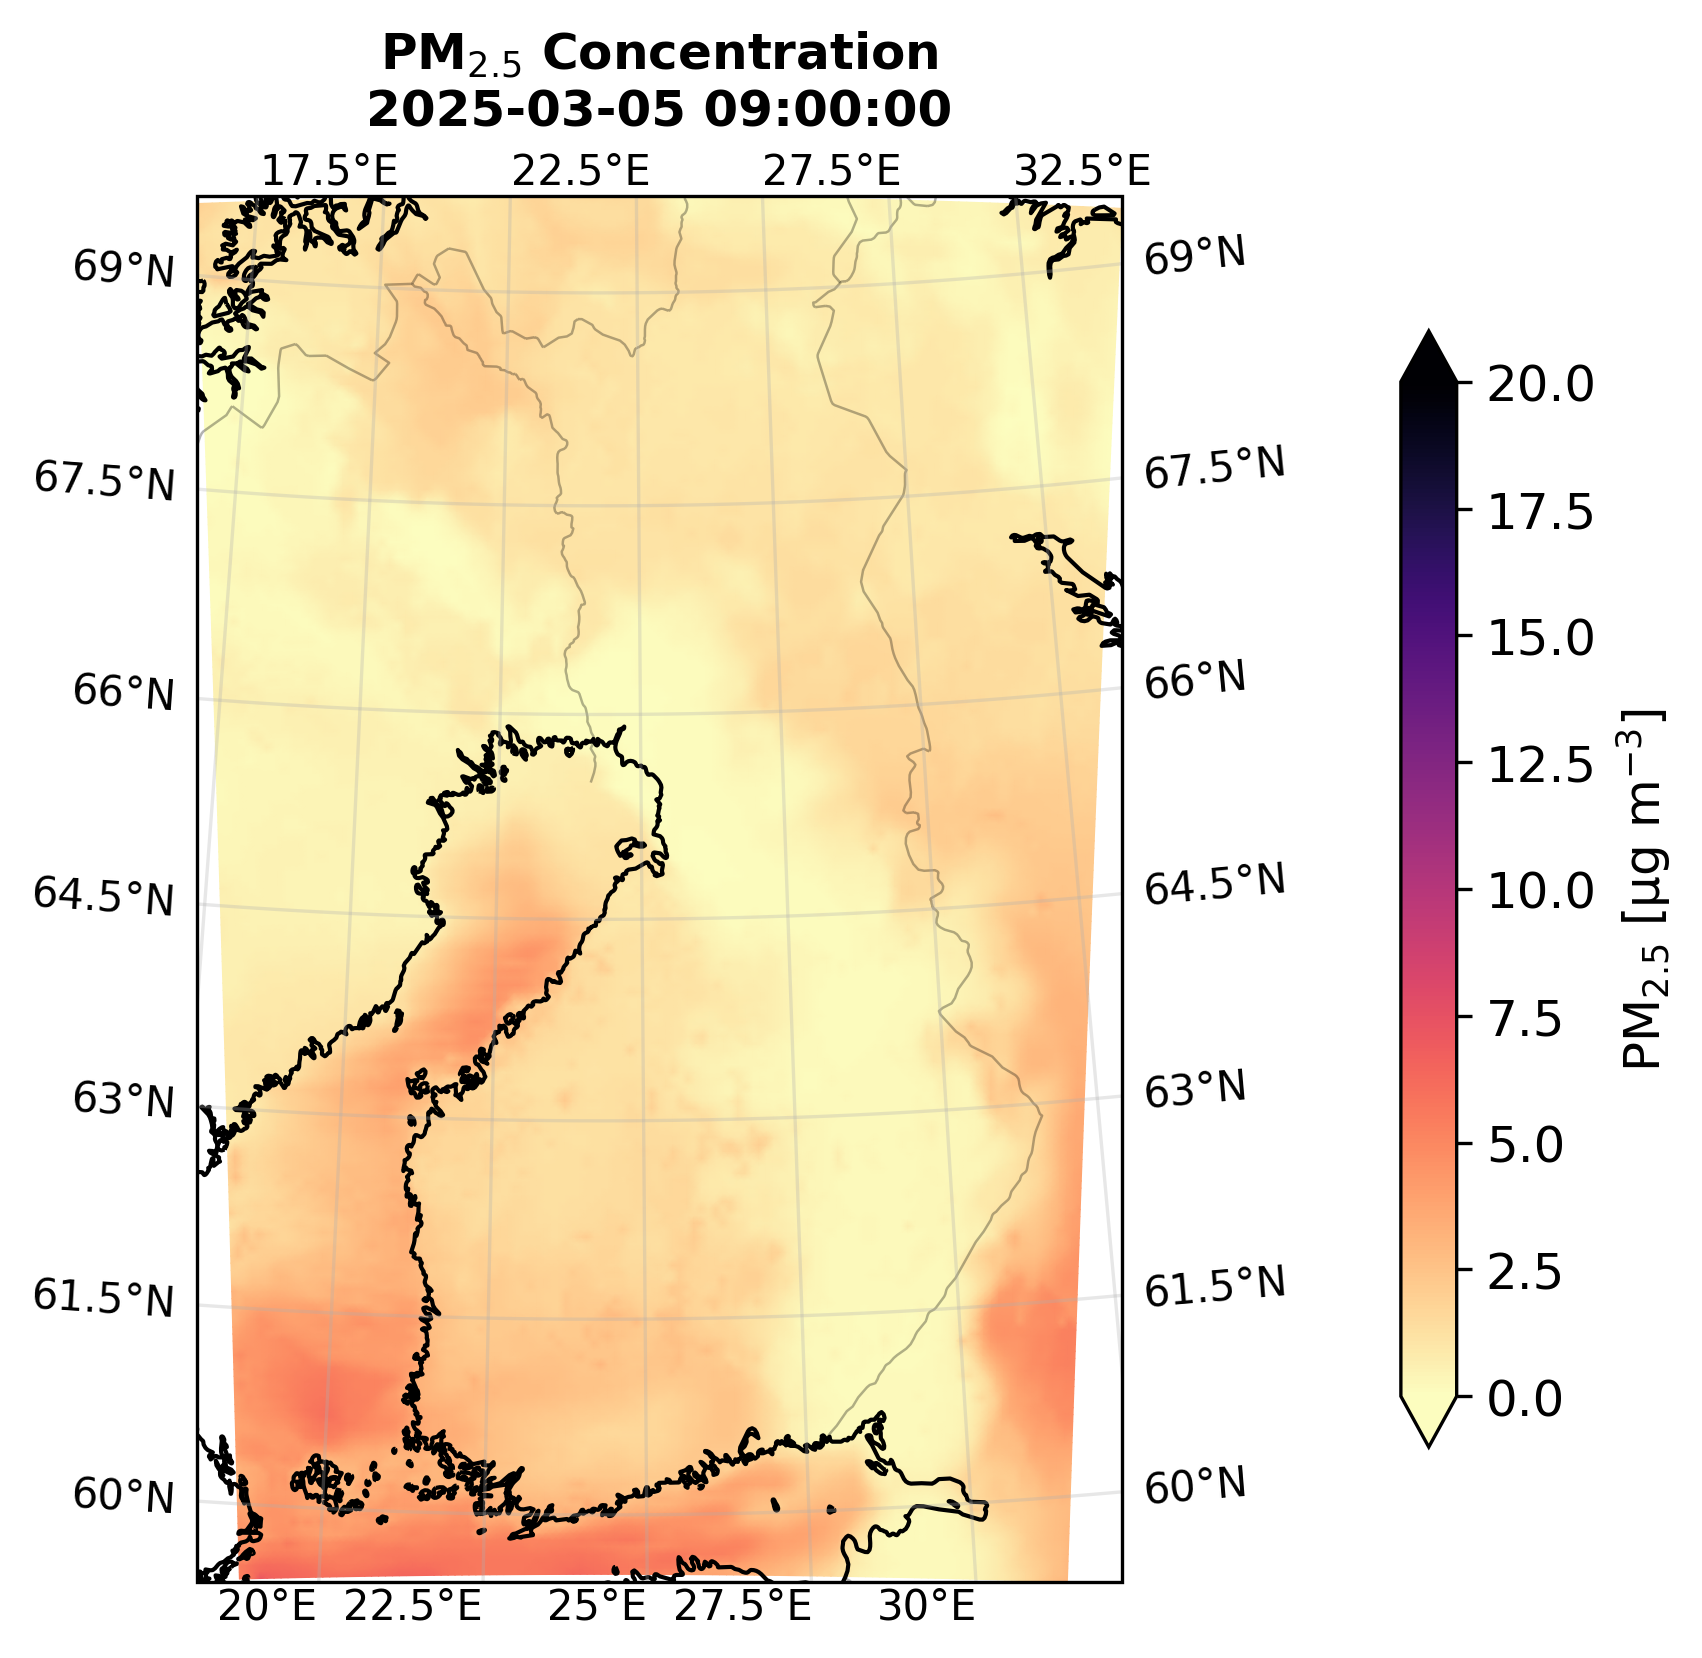 PM₂.₅ Concentration
2025-03-05 09:00:00
17.5°E 22.5°E 27.5°E 32.5°E
69°N 69°N
67.5°N 67.5°N
66°N 66°N
64.5°N 64.5°N
63°N 63°N
61.5°N 61.5°N
60°N 60°N
20°E 22.5°E 25°E 27.5°E 30°E
20.0
17.5
15.0
12.5
10.0
7.5
5.0
2.5
0.0
PM₂.₅ [µg m⁻³]